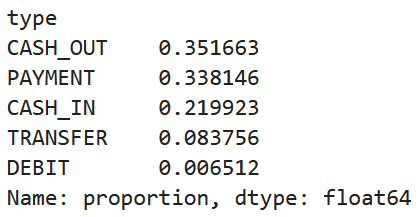 type
CASH_OUT    0.351663
PAYMENT     0.338146
CASH_IN     0.219923
TRANSFER    0.083756
DEBIT       0.006512
Name: proportion, dtype: float64